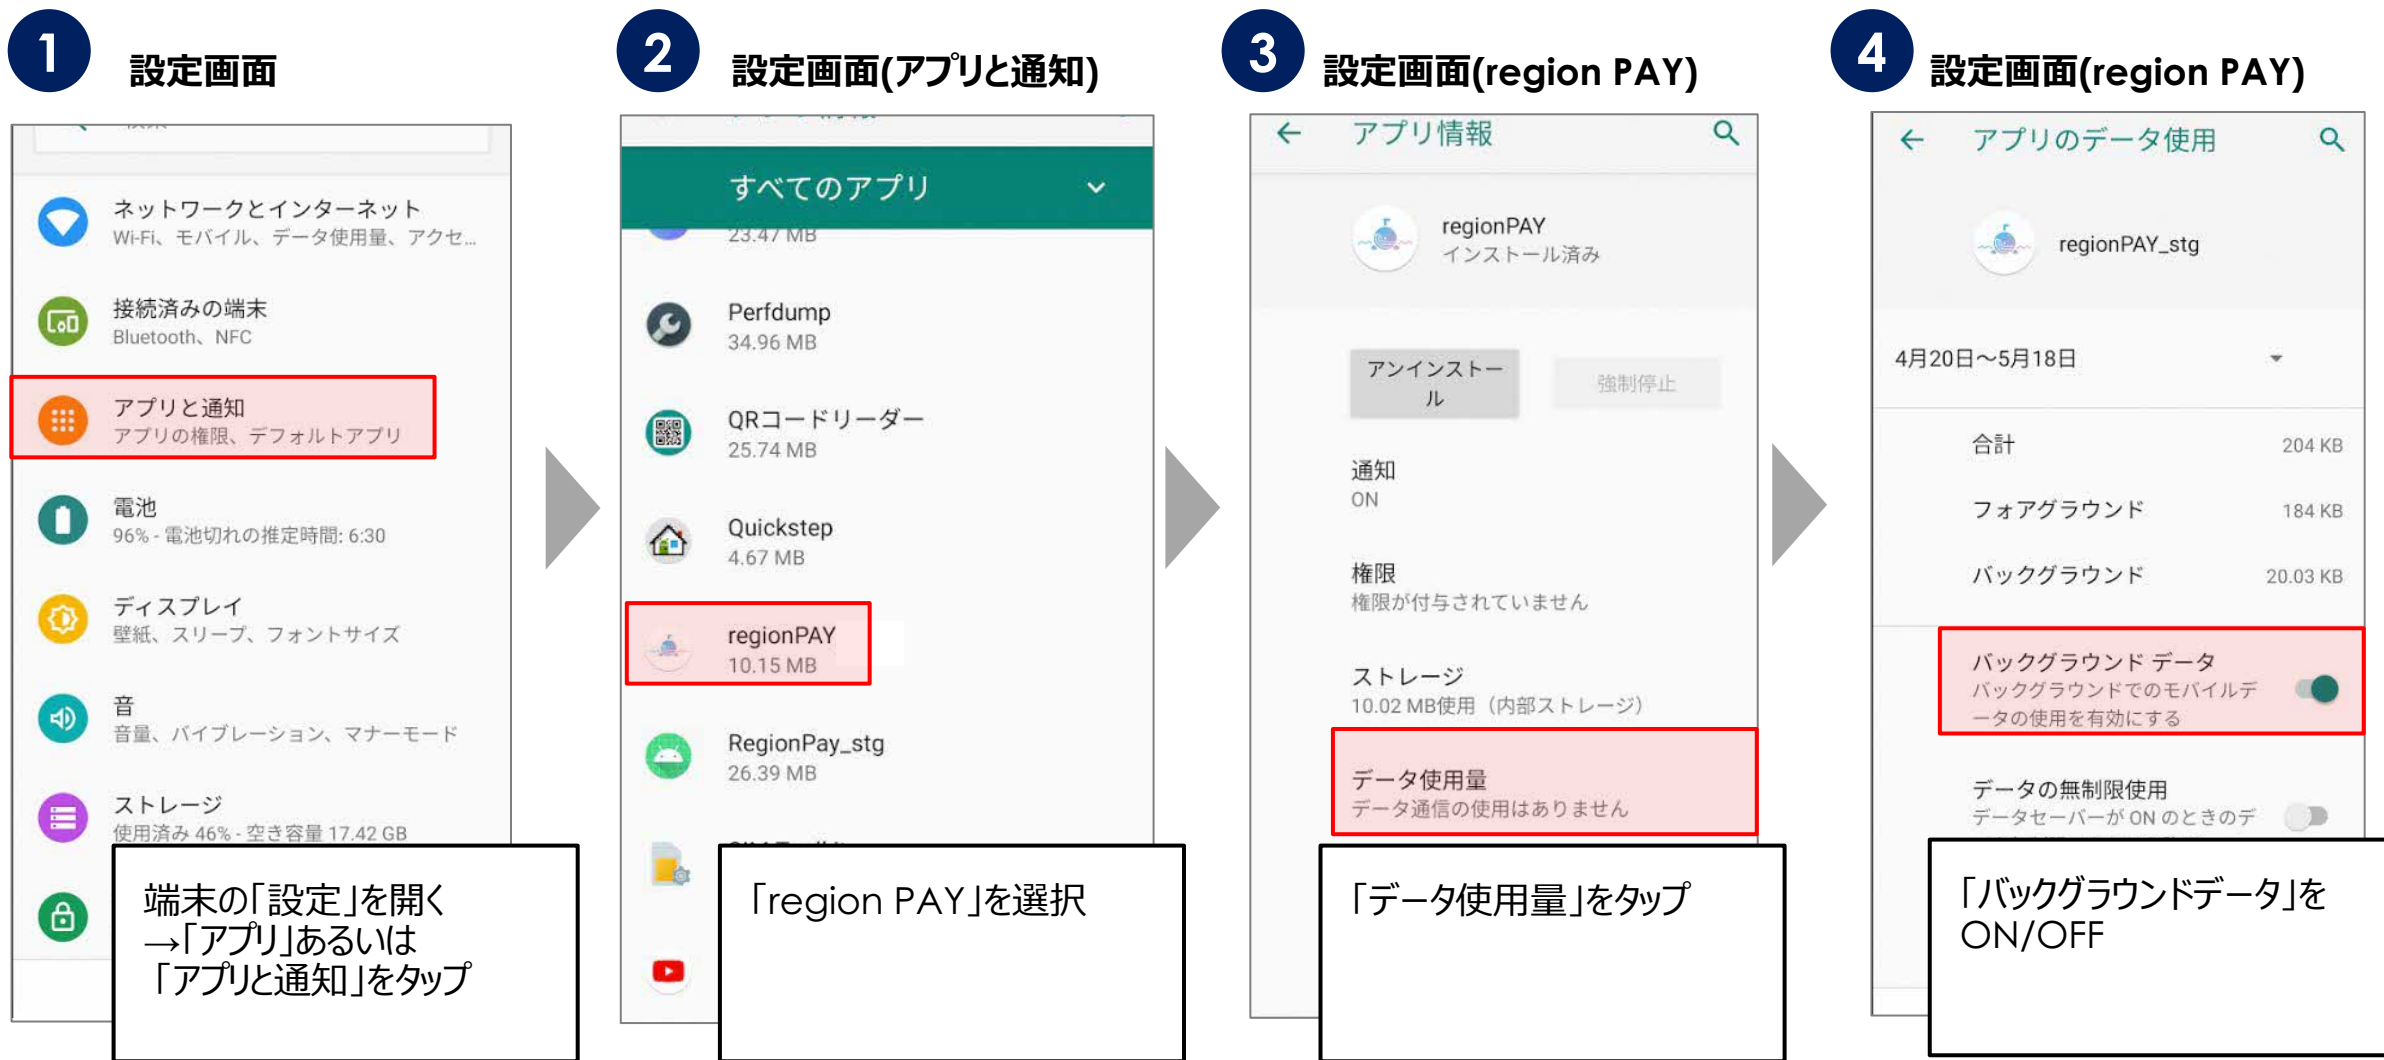 1
設定画面
ネットワークとインターネット
Wi-Fi、モバイル、データ使用量、アクセ...
接続済みの端末
Bluetooth、NFC
アプリと通知
アプリの権限、デフォルトアプリ
電池
96% - 電池切れの推定時間: 6:30
ディスプレイ
壁紙、スリープ、フォントサイズ
音
音量、バイブレーション、マナーモード
ストレージ
使用済み 46% - 空き容量 17.42 GB
端末の「設定」を開く
→「アプリ」あるいは
「アプリと通知」をタップ
2
設定画面(アプリと通知)
すべてのアプリ
23.47 MB
Perfdump
34.96 MB
QRコードリーダー
25.74 MB
Quickstep
4.67 MB
regionPAY
10.15 MB
RegionPay_stg
26.39 MB
「region PAY」を選択
3
設定画面(region PAY)
アプリ情報
regionPAY
インストール済み
アンインストー
ル
強制停止
通知
ON
権限
権限が付与されていません
ストレージ
10.02 MB使用（内部ストレージ）
データ使用量
データ通信の使用はありません
「データ使用量」をタップ
4
設定画面(region PAY)
アプリのデータ使用
regionPAY_stg
4月20日～5月18日
合計
204 KB
フォアグラウンド
184 KB
バックグラウンド
20.03 KB
バックグラウンド データ
バックグラウンドでのモバイルデ
ータの使用を有効にする
データの無制限使用
データセーバーが ON のときのデ
「バックグラウンドデータ」を
ON/OFF